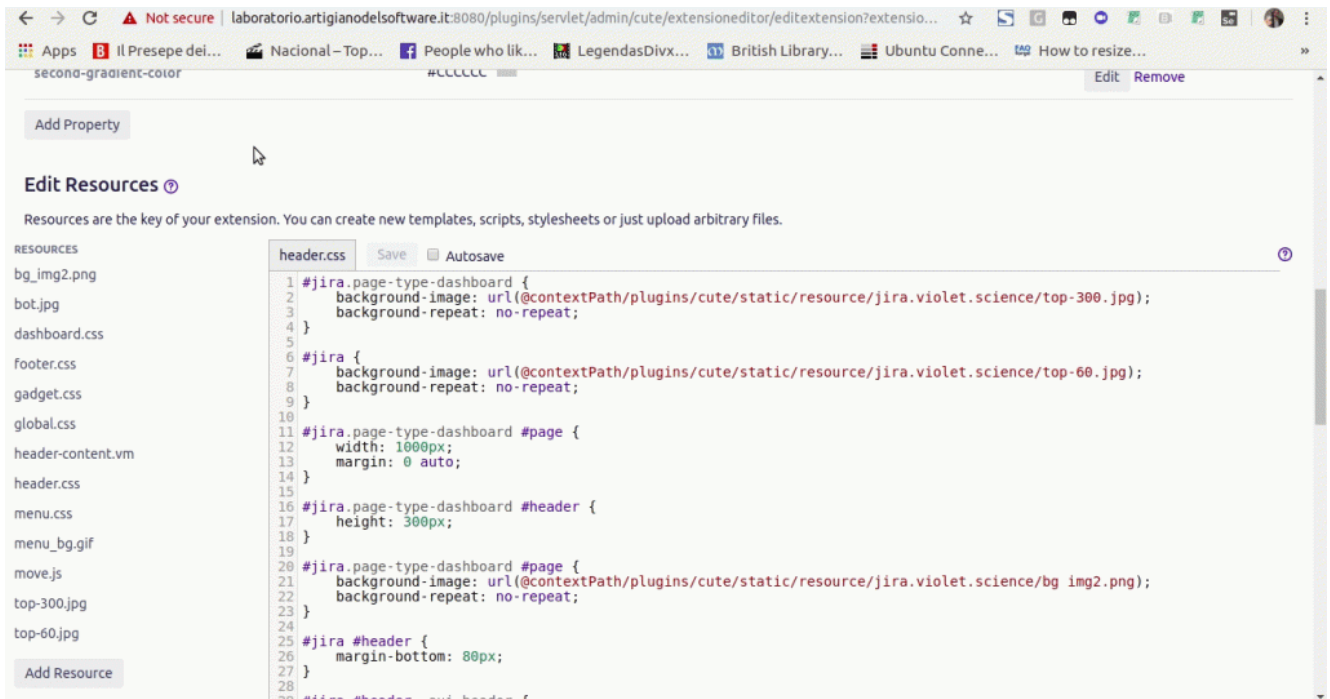 Not secure laboratorio.artigianodelsoftware.it:8080/plugins/servlet/admin/cute/extensioneditor/editextension?extensio...
Apps Il Presepe dei... Nacional – Top... People who lik... LegendasDivx... British Library... Ubuntu Conne... How to resize... »
second-gradient-color #CCCCCC Edit Remove
Add Property
Edit Resources
Resources are the key of your extension. You can create new templates, scripts, stylesheets or just upload arbitrary files.
RESOURCES
bg_img2.png
bot.jpg
dashboard.css
footer.css
gadget.css
global.css
header-content.vm
header.css
menu.css
menu_bg.gif
move.js
top-300.jpg
top-60.jpg
Add Resource
header.css Save Autosave
1 #jira.page-type-dashboard {
2 background-image: url(@contextPath/plugins/cute/static/resource/jira.violet.science/top-300.jpg);
3 background-repeat: no-repeat;
4 }
5
6 #jira {
7 background-image: url(@contextPath/plugins/cute/static/resource/jira.violet.science/top-60.jpg);
8 background-repeat: no-repeat;
9 }
10
11 #jira.page-type-dashboard #page {
12 width: 1000px;
13 margin: 0 auto;
14 }
15
16 #jira.page-type-dashboard #header {
17 height: 300px;
18 }
19
20 #jira.page-type-dashboard #page {
21 background-image: url(@contextPath/plugins/cute/static/resource/jira.violet.science/bg img2.png);
22 background-repeat: no-repeat;
23 }
24
25 #jira #header {
26 margin-bottom: 80px;
27 }
28